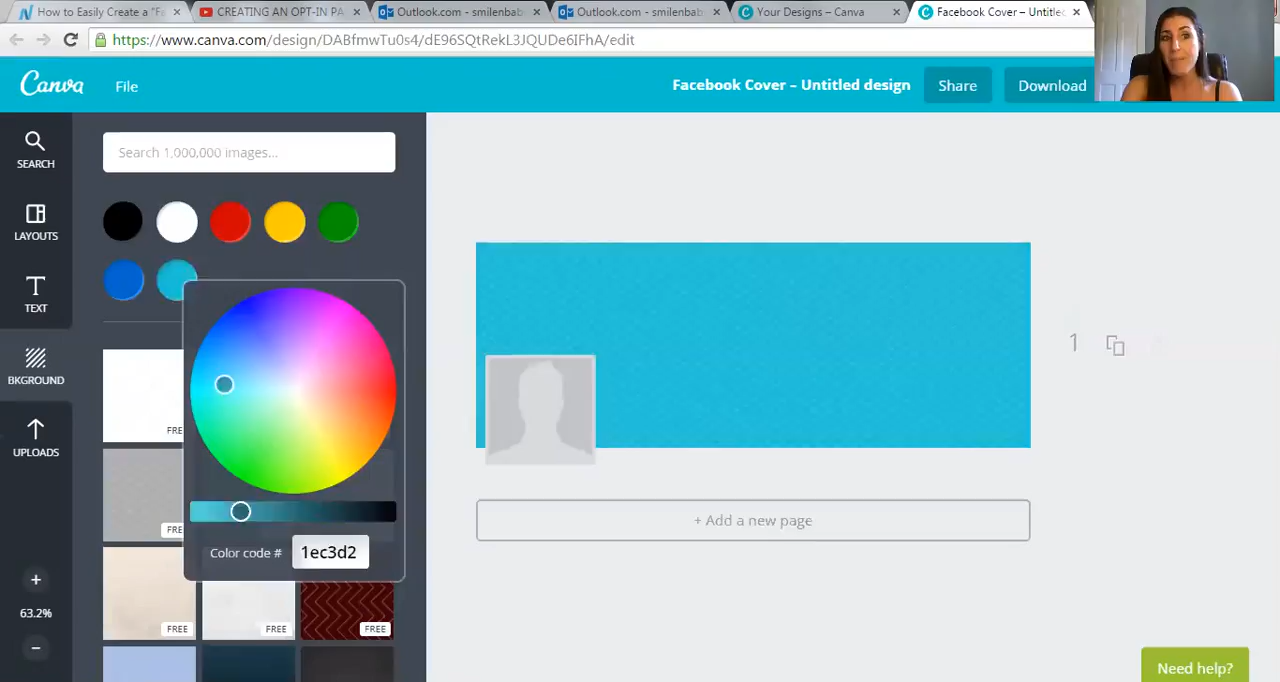 How to Easily Create a "Fa
CREATING AN OPT-IN PA
Outlook.com - smilenbab
Outlook.com - smilenbab
Your Designs – Canva
Facebook Cover – Untitled
https://www.canva.com/design/DABfmwTu0s4/dE96SQtRekL3JQUDe6IFhA/edit
Canva
File
Facebook Cover – Untitled design
Share
Download
SEARCH
LAYOUTS
TEXT
BKGROUND
UPLOADS
63.2%
Search 1,000,000 images...
FREE
FREE
Color code #
1ec3d2
FREE
FREE
FREE
1
+ Add a new page
Need help?